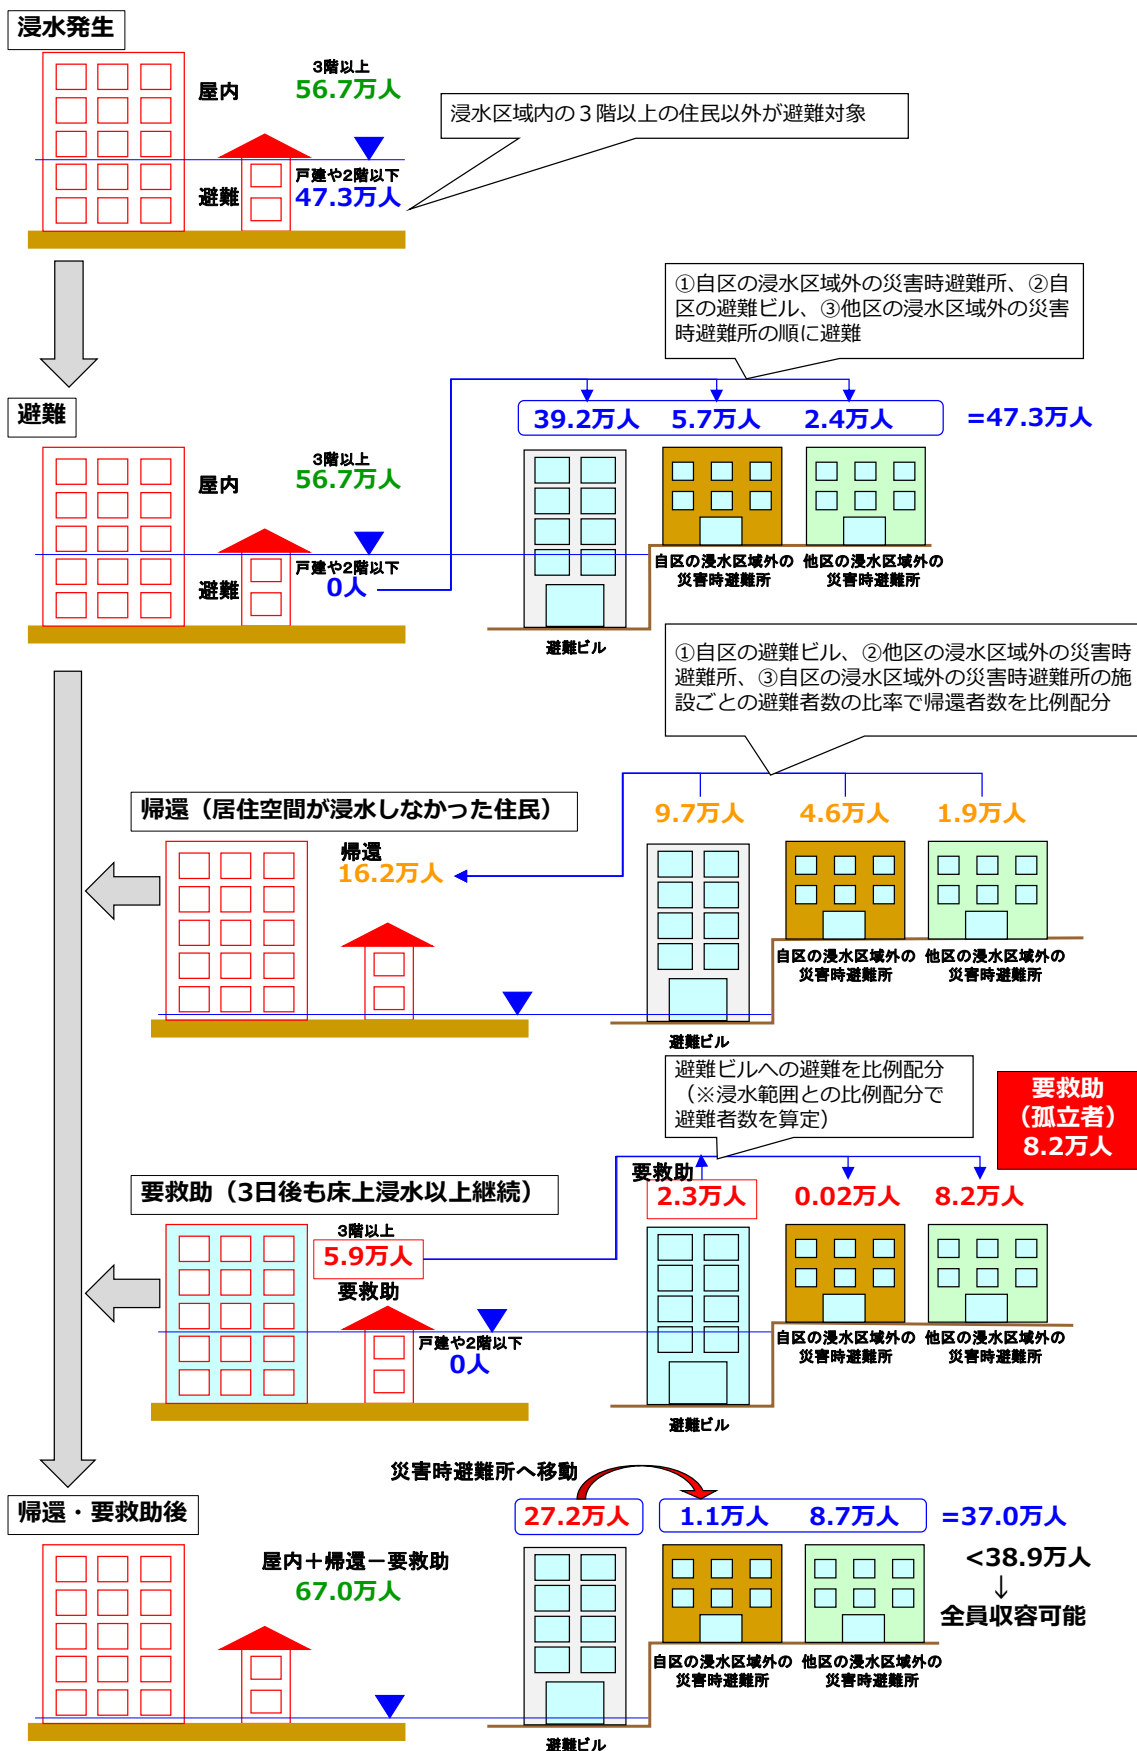 浸水発生
3階以上
屋内
56.7万人
浸水区域内の３階以上の住民以外が避難対象
戸建や2階以下
避難
47.3万人
①自区の浸水区域外の災害時避難所、②自
区の避難ビル、③他区の浸水区域外の災害
時避難所の順に避難
避難
39.2万人 5.7万人 2.4万人 =47.3万人
3階以上
屋内
56.7万人
戸建や2階以下
避難
0人
自区の浸水区域外の
災害時避難所
他区の浸水区域外の
災害時避難所
避難ビル
①自区の避難ビル、②他区の浸水区域外の災害時
避難所、③自区の浸水区域外の災害時避難所の施
設ごとの避難者数の比率で帰還者数を比例配分
帰還（居住空間が浸水しなかった住民）
9.7万人 4.6万人 1.9万人
帰還
16.2万人
自区の浸水区域外の
災害時避難所
他区の浸水区域外の
災害時避難所
避難ビル
避難ビルへの避難を比例配分
（※浸水範囲との比例配分で
避難者数を算定）
要救助
（孤立者）
8.2万人
要救助（3日後も床上浸水以上継続）
要救助
2.3万人 0.02万人 8.2万人
3階以上
5.9万人
要救助
戸建や2階以下
0人
自区の浸水区域外の
災害時避難所
他区の浸水区域外の
災害時避難所
避難ビル
災害時避難所へ移動
帰還・要救助後
27.2万人 1.1万人 8.7万人 =37.0万人
<38.9万人
↓
全員収容可能
屋内＋帰還－要救助
67.0万人
自区の浸水区域外の
災害時避難所
他区の浸水区域外の
災害時避難所
避難ビル